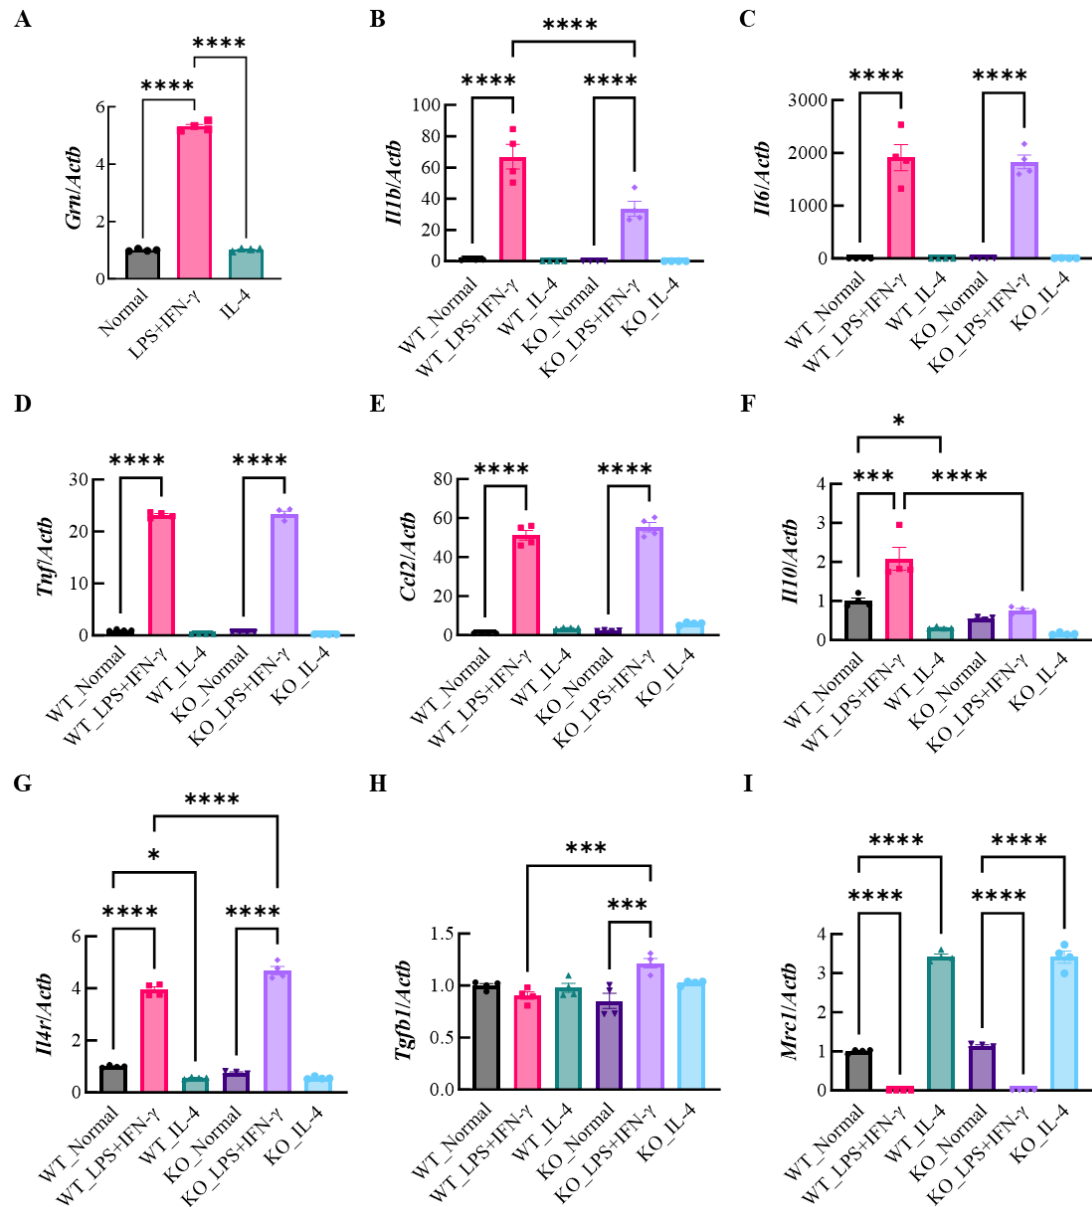 A
****
****
Grn/Actb
6
4
2
0
Normal
LPS+IFN-γ
IL-4
B
****
****
****
Il1b/Actb
100
80
60
40
20
0
WT_Normal
WT_LPS+IFN-γ
WT_IL-4
KO_Normal
KO_LPS+IFN-γ
KO_IL-4
C
****
****
Il6/Actb
3000
2000
1000
0
WT_Normal
WT_LPS+IFN-γ
WT_IL-4
KO_Normal
KO_LPS+IFN-γ
KO_IL-4
D
****
****
Tnf/Actb
30
20
10
0
WT_Normal
WT_LPS+IFN-γ
WT_IL-4
KO_Normal
KO_LPS+IFN-γ
KO_IL-4
E
****
****
Ccl2/Actb
80
60
40
20
0
WT_Normal
WT_LPS+IFN-γ
WT_IL-4
KO_Normal
KO_LPS+IFN-γ
KO_IL-4
F
*
***
****
Il10/Actb
4
3
2
1
0
WT_Normal
WT_LPS+IFN-γ
WT_IL-4
KO_Normal
KO_LPS+IFN-γ
KO_IL-4
G
****
*
****
****
Il4r/Actb
6
4
2
0
WT_Normal
WT_LPS+IFN-γ
WT_IL-4
KO_Normal
KO_LPS+IFN-γ
KO_IL-4
H
***
***
Tgfb1/Actb
1.5
1.0
0.5
0.0
WT_Normal
WT_LPS+IFN-γ
WT_IL-4
KO_Normal
KO_LPS+IFN-γ
KO_IL-4
I
****
****
****
****
Mrc1/Actb
4
3
2
1
0
WT_Normal
WT_LPS+IFN-γ
WT_IL-4
KO_Normal
KO_LPS+IFN-γ
KO_IL-4